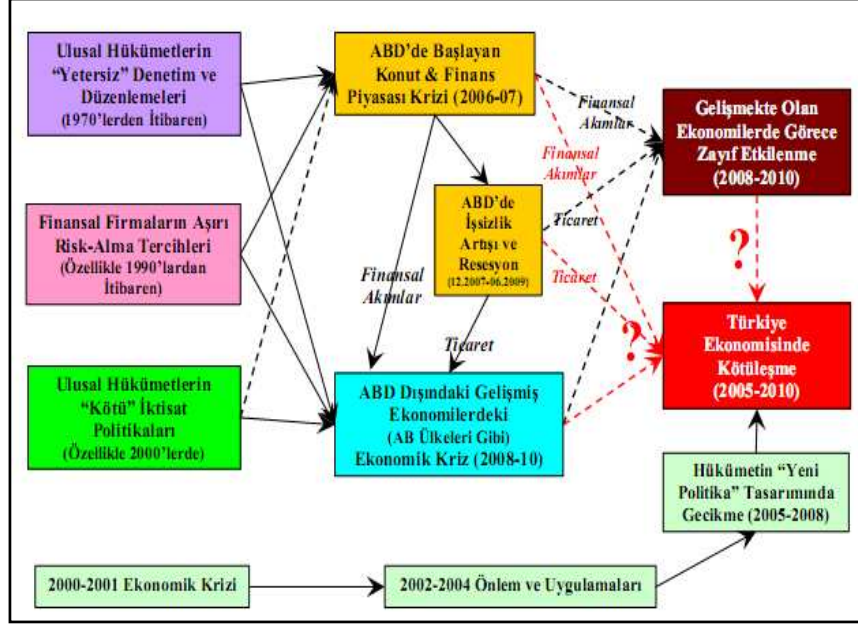 Ulusal Hükümetlerin
“Yetersiz” Denetim ve
Düzenlemeleri
(1970’lerden İtibaren)
ABD’de Başlayan
Konut & Finans
Piyasası Krizi (2006-07)
Finansal
Akımlar
Gelişmekte Olan
Ekonomilerde Görece
Zayıf Etkilenme
(2008-2010)
Finansal
Akımlar
Finansal Firmaların Aşırı
Risk-Alma Tercihleri
(Özellikle 1990’lardan
İtibaren)
ABD’de
İşsizlik
Artışı ve
Resesyon
(12.2007-06.2009)
Ticaret
?
Finansal
Akımlar
Ticaret
Ticaret
?
Türkiye
Ekonomisinde
Kötüleşme
(2005-2010)
Ulusal Hükümetlerin
“Kötü” İktisat
Politikaları
(Özellikle 2000’lerde)
ABD Dışındaki Gelişmiş
Ekonomilerdeki
(AB Ülkeleri Gibi)
Ekonomik Kriz (2008-10)
Hükümetin “Yeni
Politika” Tasarımında
Gecikme (2005-2008)
2000-2001 Ekonomik Krizi
2002-2004 Önlem ve Uygulamaları